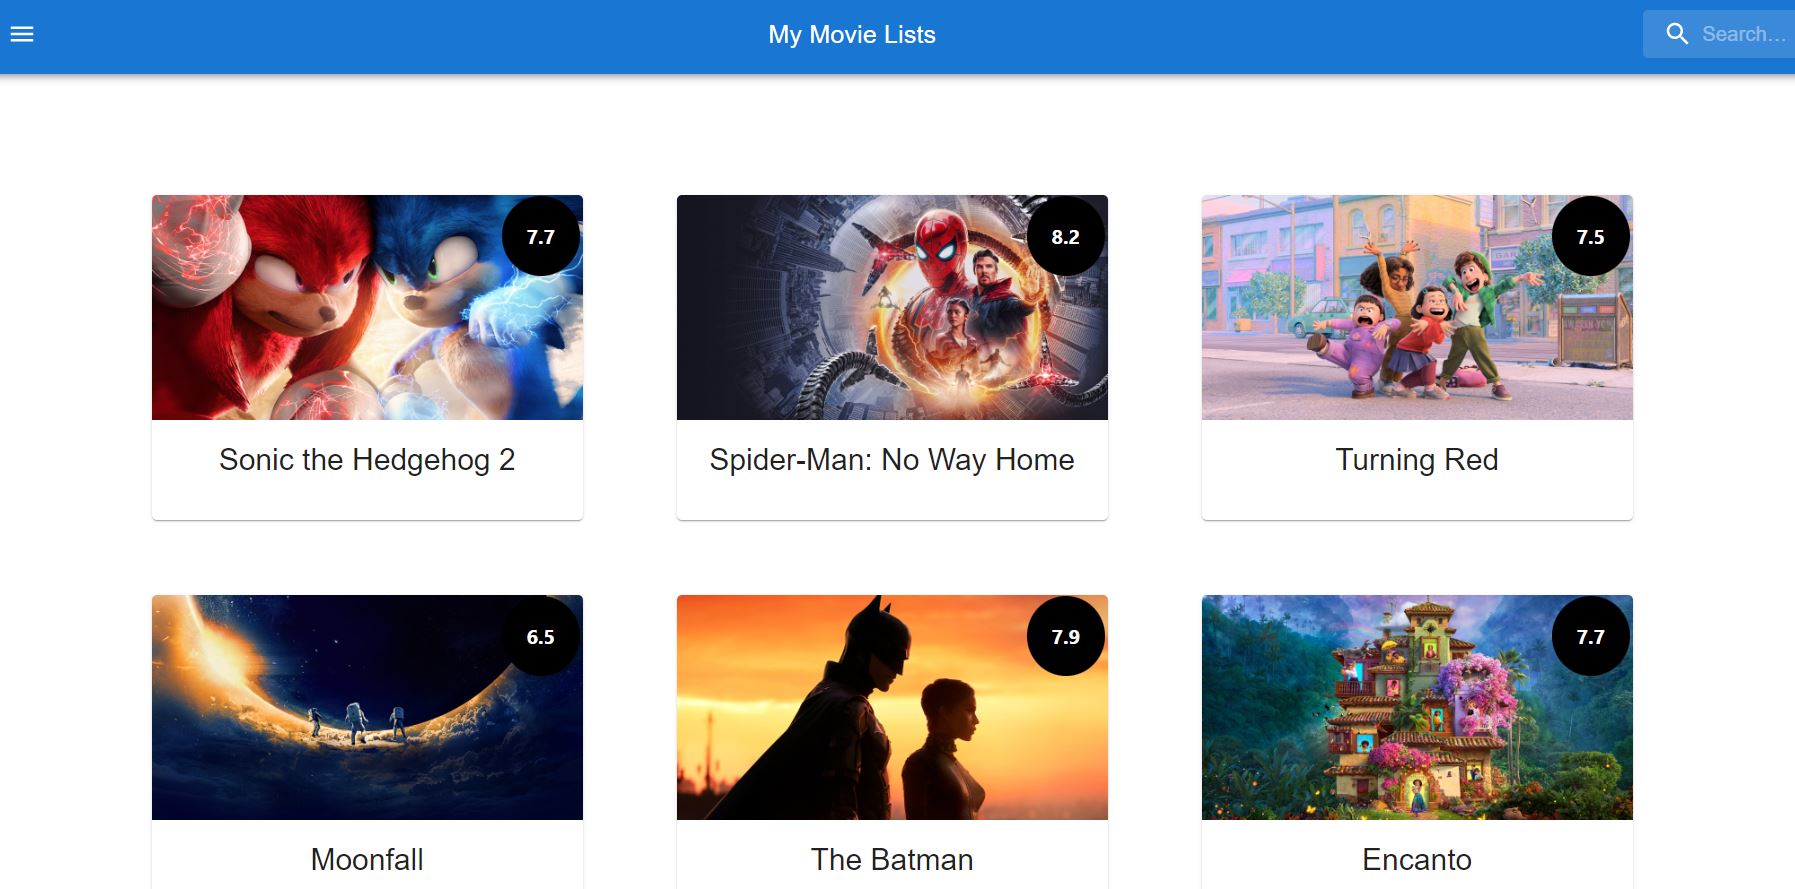 My Movie Lists
Search...
7.7
8.2
7.5
Sonic the Hedgehog 2
Spider-Man: No Way Home
Turning Red
6.5
7.9
7.7
Moonfall
The Batman
Encanto